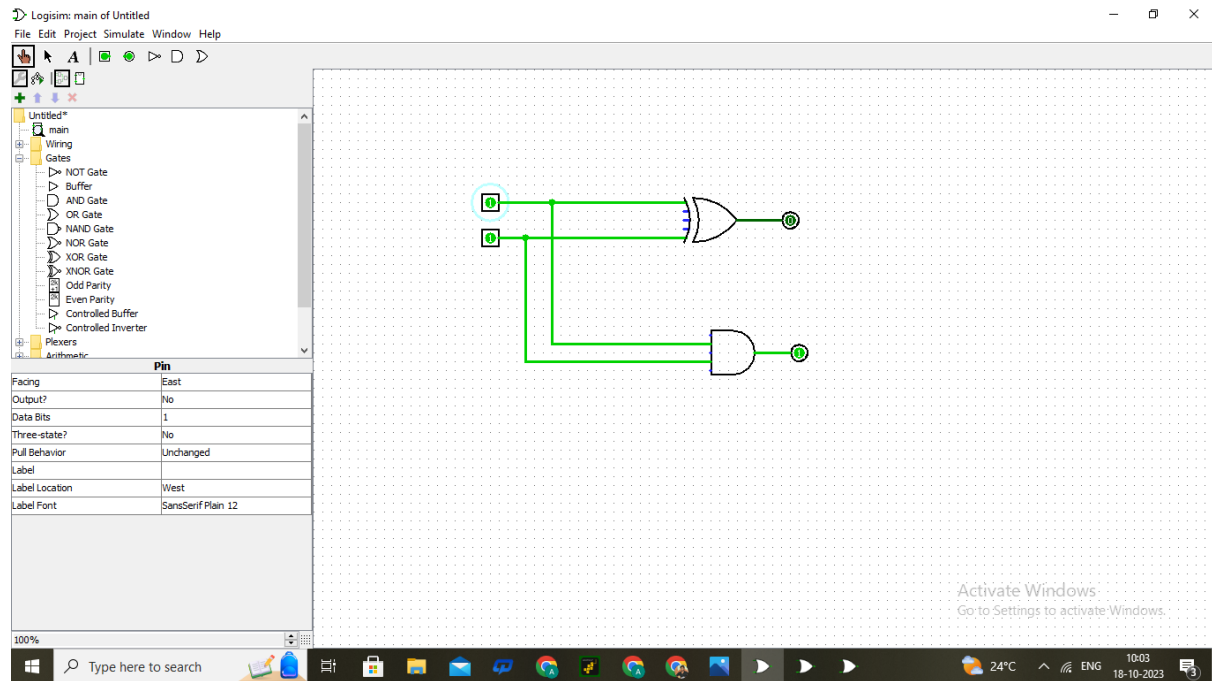 Logisim: main of Untitled
File Edit Project Simulate Window Help
A
Untitled*
main
Wiring
Gates
NOT Gate
Buffer
AND Gate
OR Gate
NAND Gate
NOR Gate
XOR Gate
XNOR Gate
Odd Parity
Even Parity
Controlled Buffer
Controlled Inverter
Plexers
Arithmetic
Pin
Facing East
Output? No
Data Bits 1
Three-state? No
Pull Behavior Unchanged
Label
Label Location West
Label Font SansSerif Plain 12
100%
1
1
0
1
Activate Windows
Go to Settings to activate Windows.
Type here to search
24°C
ENG
10:03
18-10-2023
3